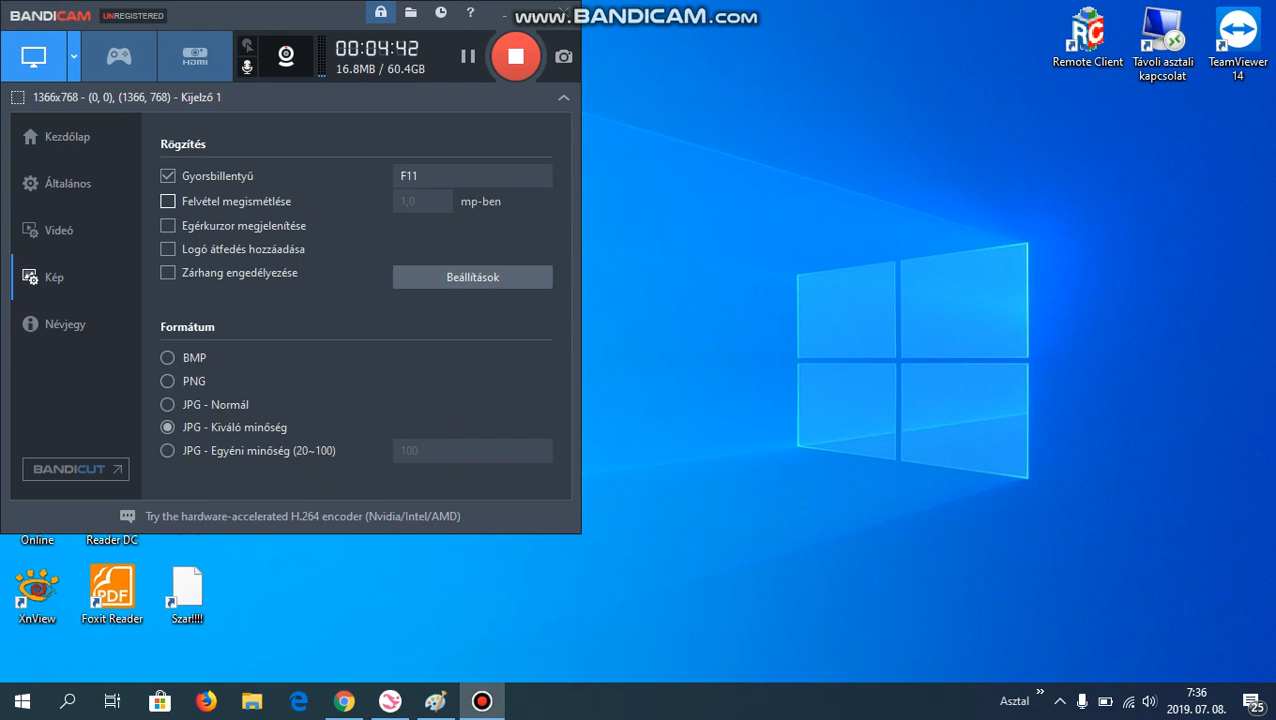 BANDICAM UNREGISTERED
www.BANDICAM.com
00:04:42
HDMI
16.8MB / 60.4GB
1366x768 - (0, 0), (1366, 768) - Kijelző 1
Kezdőlap
Általános
Videó
Kép
Névjegy
BANDICUT
Rögzítés
Gyorsbillentyű F11
Felvétel megismétlése 1,0 mp-ben
Egérkurzor megjelenítése
Logó átfedés hozzáadása
Zárhang engedélyezése
Beállítások
Formátum
BMP
PNG
JPG - Normál
JPG - Kiváló minőség
JPG - Egyéni minőség (20~100) 100
Try the hardware-accelerated H.264 encoder (Nvidia/Intel/AMD)
RC
Remote Client
Távoli asztali
kapcsolat
TeamViewer
14
Online
Reader DC
XnView
PDF
Foxit Reader
Szar!!!!
Asztal
7:36
2019. 07. 08.
25